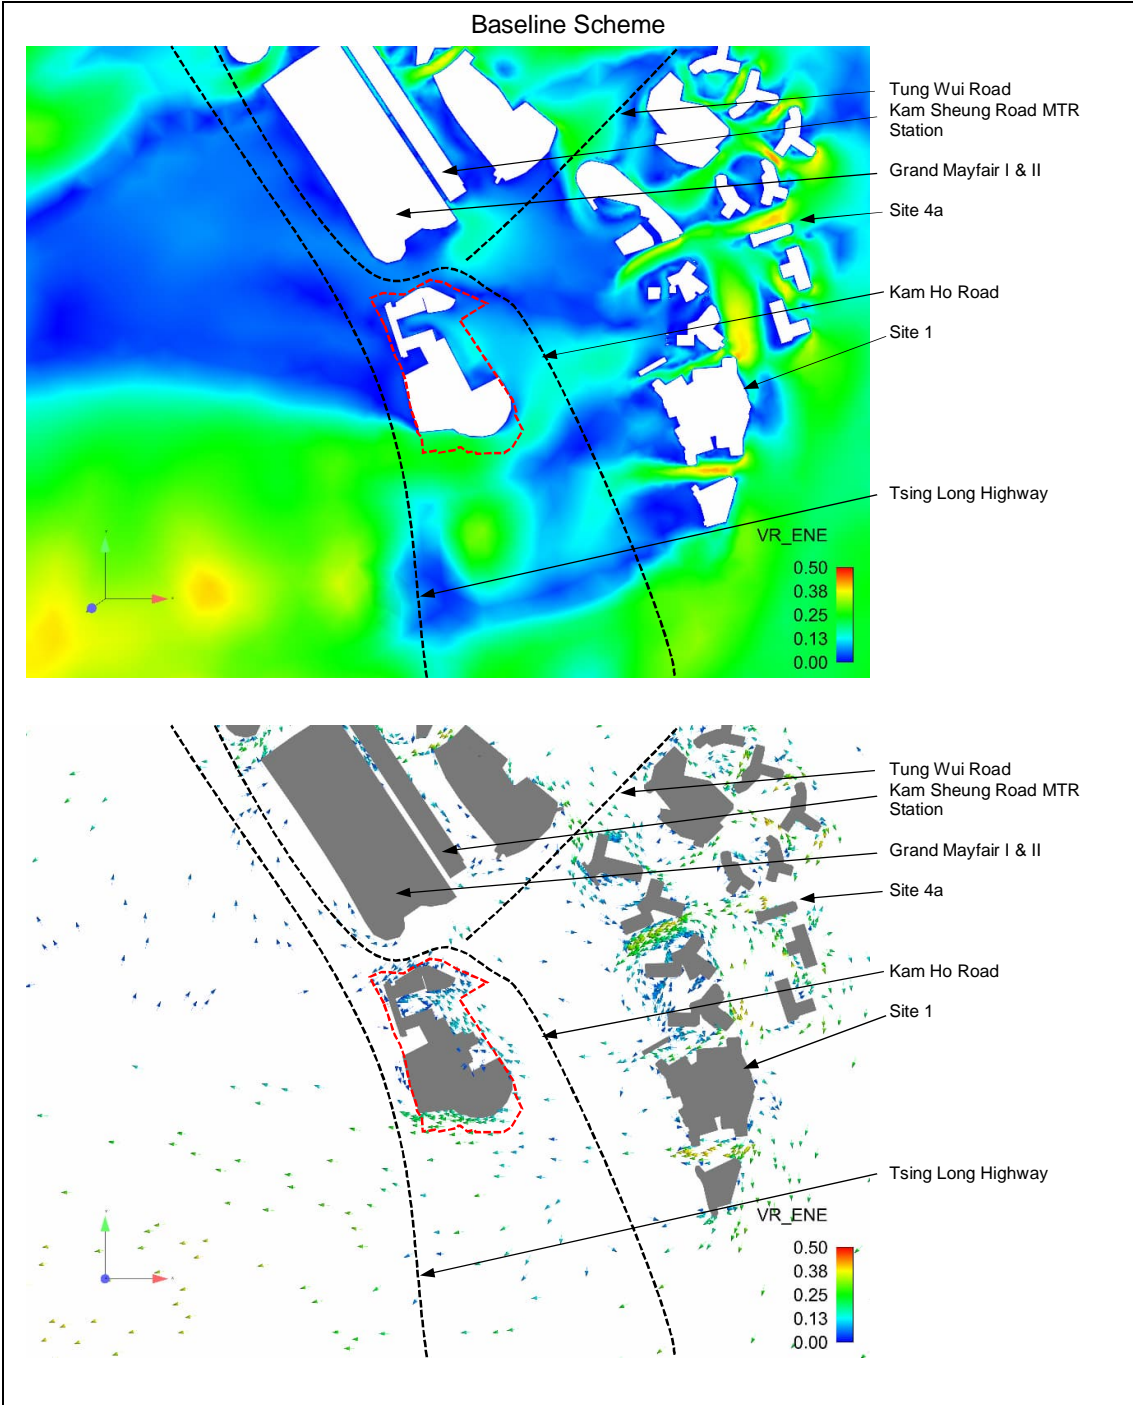 Baseline Scheme
Tung Wui Road
Kam Sheung Road MTR
Station
Grand Mayfair I & II
Site 4a
Kam Ho Road
Site 1
Tsing Long Highway
VR_ENE
0.50
0.38
0.25
0.13
0.00
Tung Wui Road
Kam Sheung Road MTR
Station
Grand Mayfair I & II
Site 4a
Kam Ho Road
Site 1
Tsing Long Highway
VR_ENE
0.50
0.38
0.25
0.13
0.00